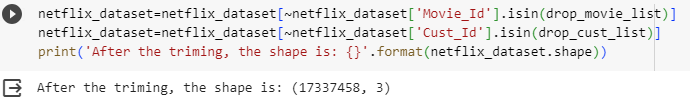 netflix_dataset=netflix_dataset[~netflix_dataset['Movie_Id'].isin(drop_movie_list)]
netflix_dataset=netflix_dataset[~netflix_dataset['Cust_Id'].isin(drop_cust_list)]
print('After the triming, the shape is: {}'.format(netflix_dataset.shape))
After the triming, the shape is: (17337458, 3)